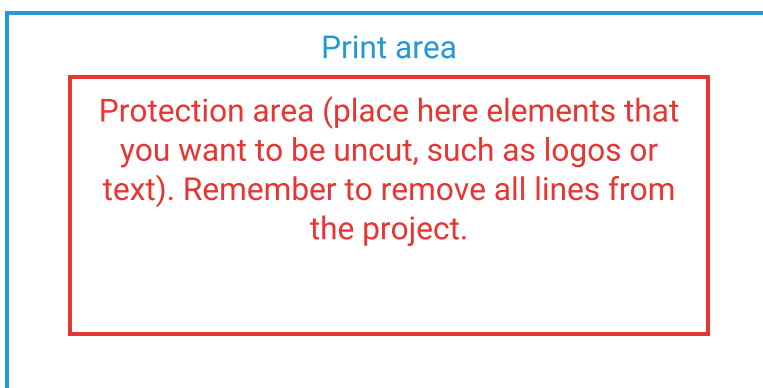 Print area
Protection area (place here elements that
you want to be uncut, such as logos or
text). Remember to remove all lines from
the project.